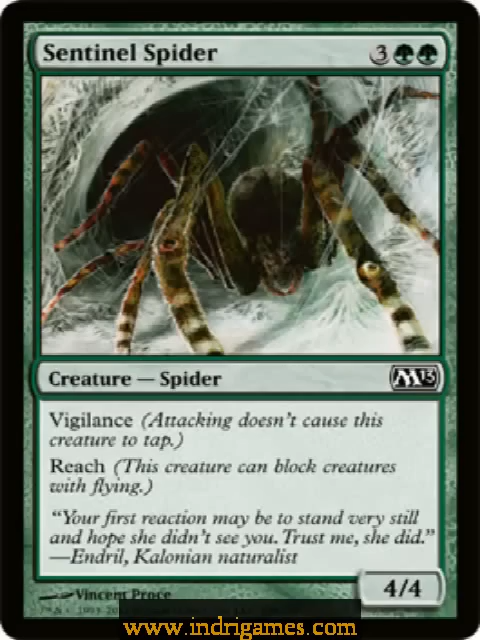 Sentinel Spider 3
Creature — Spider M13
Vigilance (Attacking doesn't cause this
creature to tap.)
Reach (This creature can block creatures
with flying.)
"Your first reaction may be to stand very still
and hope she didn't see you. Trust me, she did."
—Endril, Kalonian naturalist
4/4
Vincent Proce
www.indrigames.com